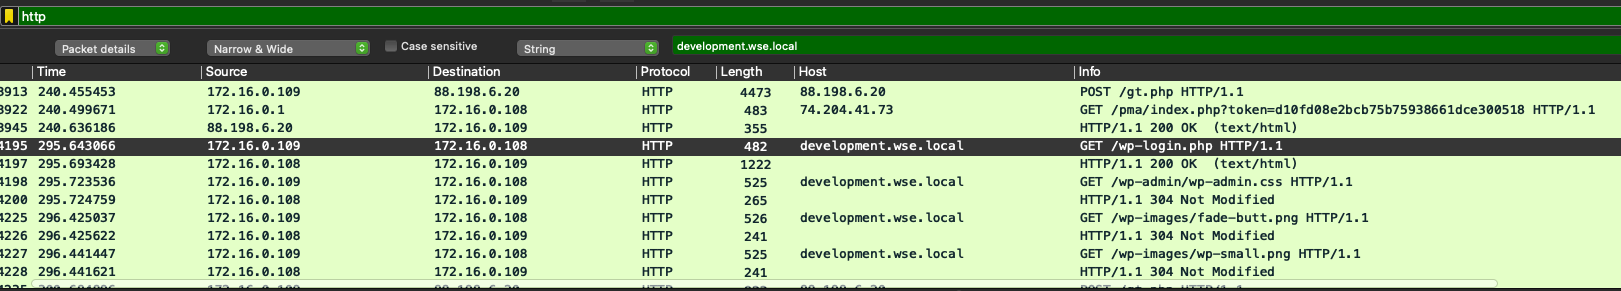 http
Packet details Narrow & Wide Case sensitive String development.wse.local
Time Source Destination Protocol Length Host Info
3913 240.455453 172.16.0.109 88.198.6.20 HTTP 4473 88.198.6.20 POST /gt.php HTTP/1.1
3922 240.499671 172.16.0.1 172.16.0.108 HTTP 483 74.204.41.73 GET /pma/index.php?token=d10fd08e2bcb75b75938661dce300518 HTTP/1.1
3945 240.636186 88.198.6.20 172.16.0.109 HTTP 355 HTTP/1.1 200 OK (text/html)
4195 295.643066 172.16.0.109 172.16.0.108 HTTP 482 development.wse.local GET /wp-login.php HTTP/1.1
4197 295.693428 172.16.0.108 172.16.0.109 HTTP 1222 HTTP/1.1 200 OK (text/html)
4198 295.723536 172.16.0.109 172.16.0.108 HTTP 525 development.wse.local GET /wp-admin/wp-admin.css HTTP/1.1
4200 295.724759 172.16.0.108 172.16.0.109 HTTP 265 HTTP/1.1 304 Not Modified
4225 296.425037 172.16.0.109 172.16.0.108 HTTP 526 development.wse.local GET /wp-images/fade-butt.png HTTP/1.1
4226 296.425622 172.16.0.108 172.16.0.109 HTTP 241 HTTP/1.1 304 Not Modified
4227 296.441447 172.16.0.109 172.16.0.108 HTTP 525 development.wse.local GET /wp-images/wp-small.png HTTP/1.1
4228 296.441621 172.16.0.108 172.16.0.109 HTTP 241 HTTP/1.1 304 Not Modified